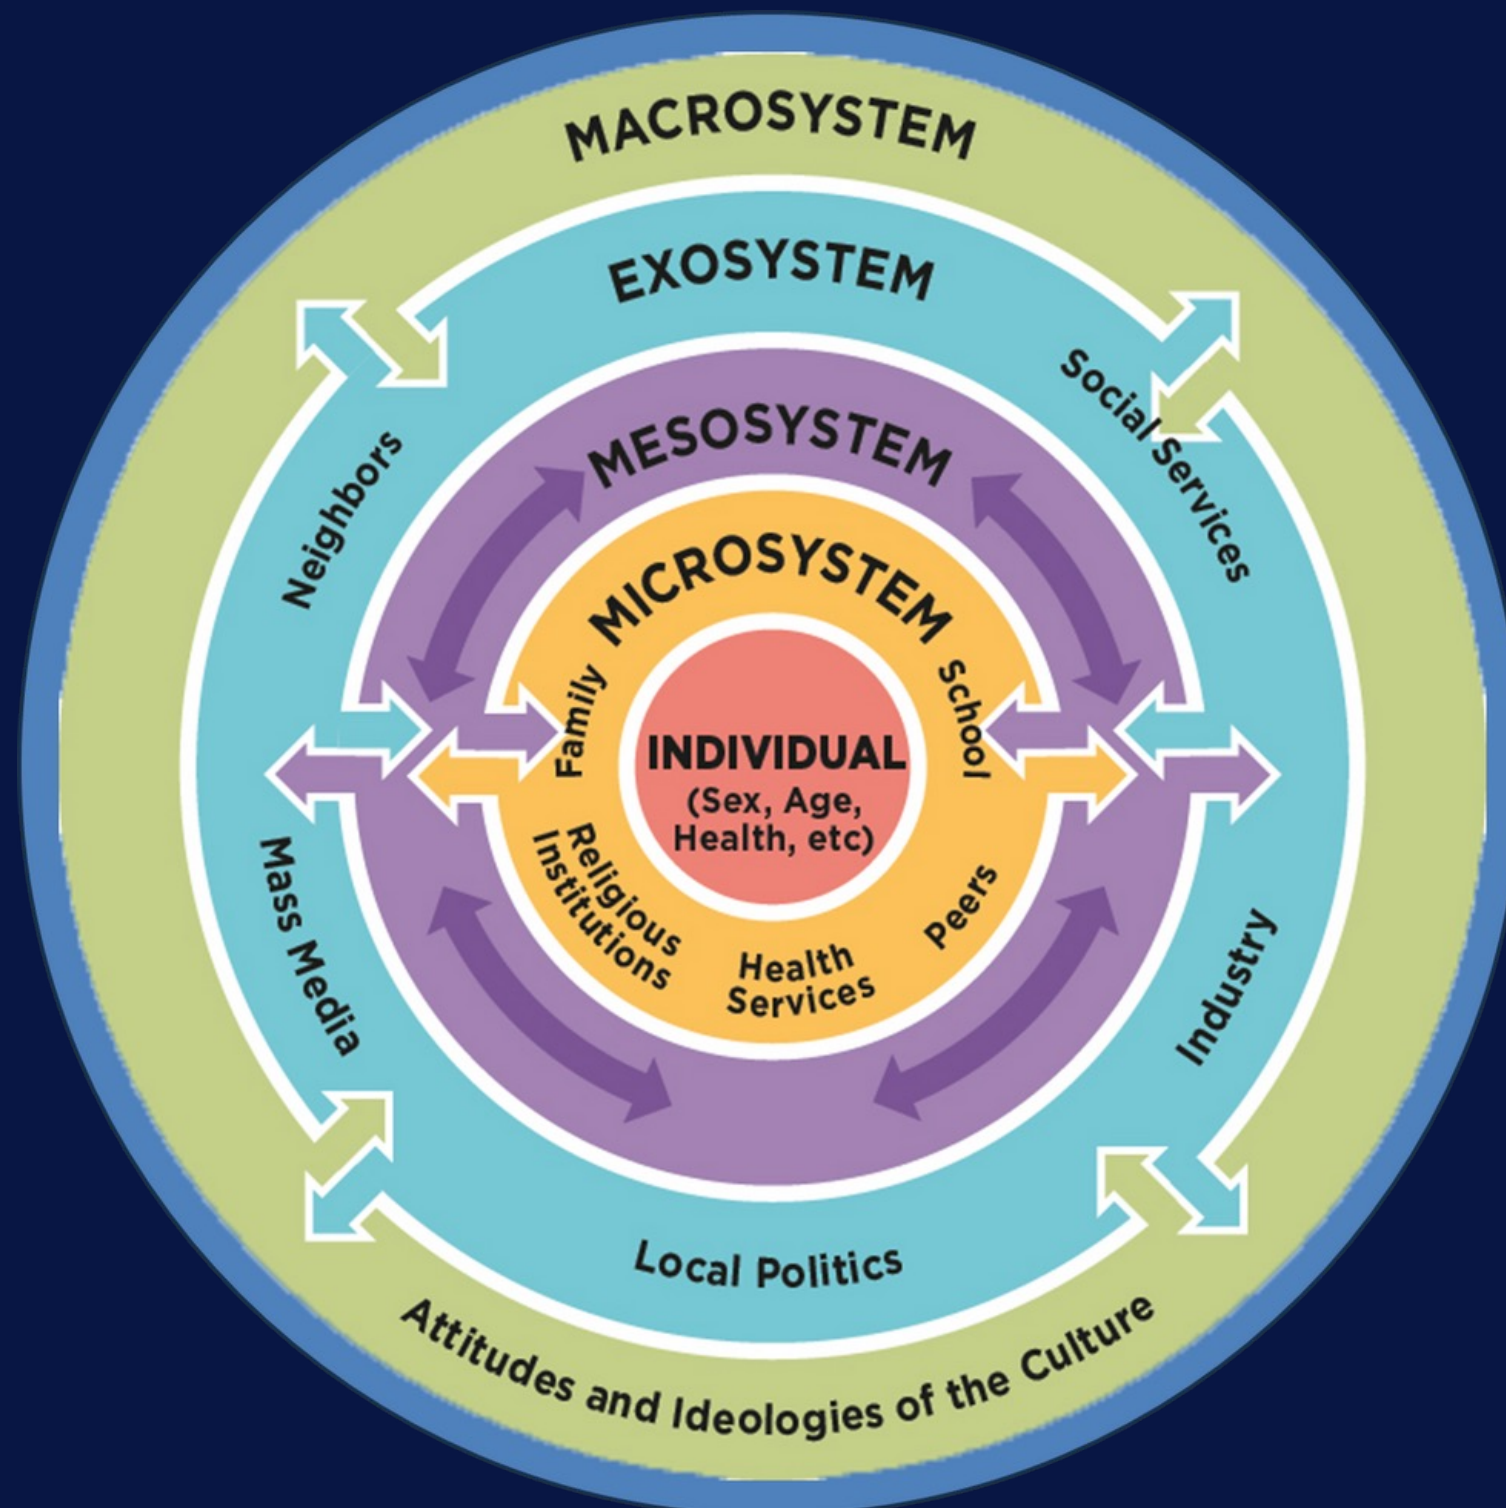 MACROSYSTEM
EXOSYSTEM
Social Services
Neighbors
MESOSYSTEM
MICROSYSTEM
Family
School
INDIVIDUAL
(Sex, Age,
Health, etc)
Religious
Institutions
Health
Services
Peers
Mass Media
Industry
Local Politics
Attitudes and Ideologies of the Culture